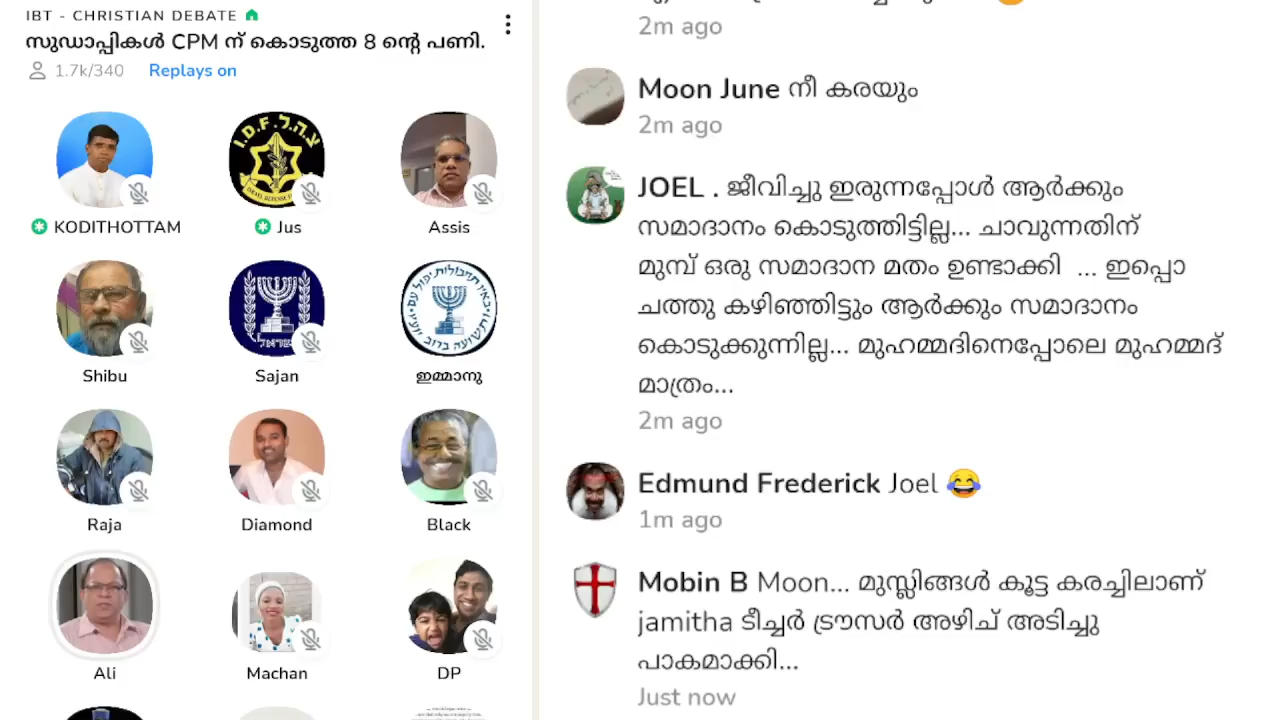 IBT - CHRISTIAN DEBATE
സുഡാപ്പികൾ CPM ന് കൊടുത്ത 8 ന്റെ പണി.
1.7k/340 Replays on
KODITHOTTAM
Jus
Assis
Shibu
Sajan
ഇമ്മാനു
Raja
Diamond
Black
Ali
Machan
DP
2m ago
Moon June നീ കരയും
2m ago
JOEL . ജീവിച്ചു ഇരുന്നപ്പോൾ ആർക്കും
സമാദാനം കൊടുത്തിട്ടില്ല... ചാവുന്നതിന്
മുമ്പ് ഒരു സമാദാന മതം ഉണ്ടാക്കി ... ഇപ്പൊ
ചത്തു കഴിഞ്ഞിട്ടും ആർക്കും സമാദാനം
കൊടുക്കുന്നില്ല... മുഹമ്മദിനെപ്പോലെ മുഹമ്മദ്
മാത്രം...
2m ago
Edmund Frederick Joel 😂
1m ago
Mobin B Moon... മുസ്ലിങ്ങൾ കൂട്ട കരച്ചിലാണ്
jamitha ടീച്ചർ ട്രൗസർ അഴിച് അടിച്ചു
പാകമാക്കി...
Just now